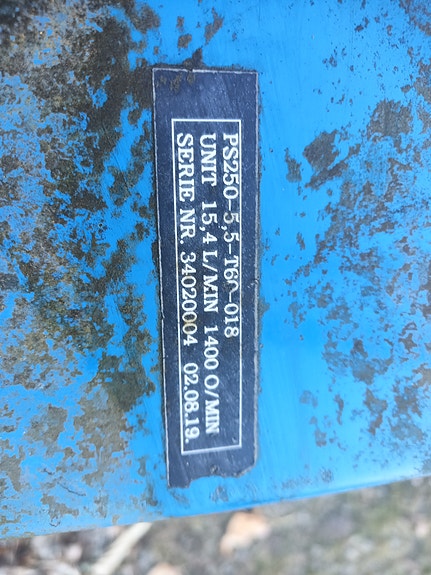 PS250-5,5-T60-018
UNIT 15,4 L/MIN 1400 O/MIN
SERIE NR. 34020004 02.08.19.